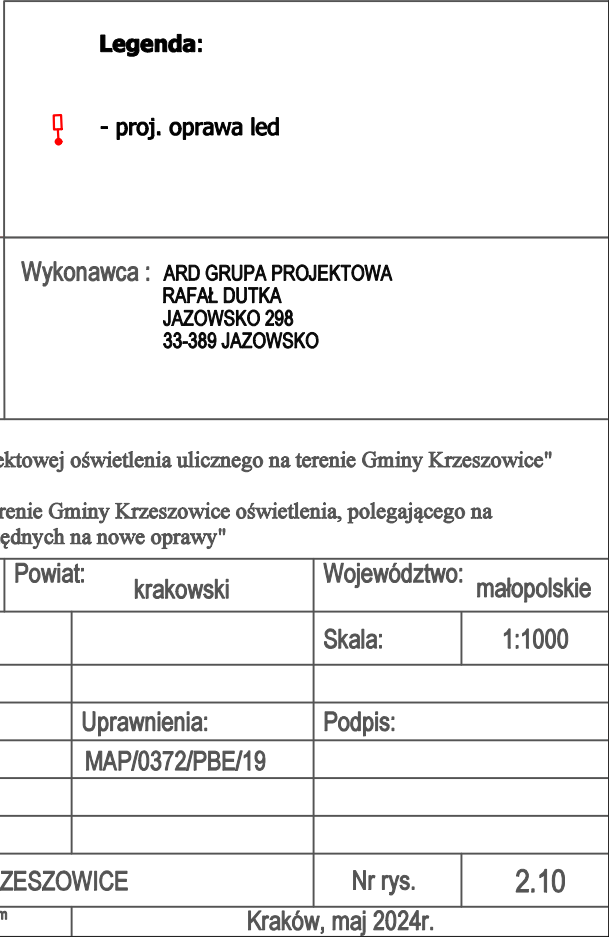 Legenda:
- proj. oprawa led
Wykonawca : ARD GRUPA PROJEKTOWA
RAFAŁ DUTKA
JAZOWSKO 298
33-389 JAZOWSKO
ektowej oświetlenia ulicznego na terenie Gminy Krzeszowice"
renie Gminy Krzeszowice oświetlenia, polegającego na
ędnych na nowe oprawy"
Powiat: krakowski Województwo: małopolskie
Skala: 1:1000
Uprawnienia: Podpis:
MAP/0372/PBE/19
ZESZOWICE Nr rys. 2.10
m Kraków, maj 2024r.